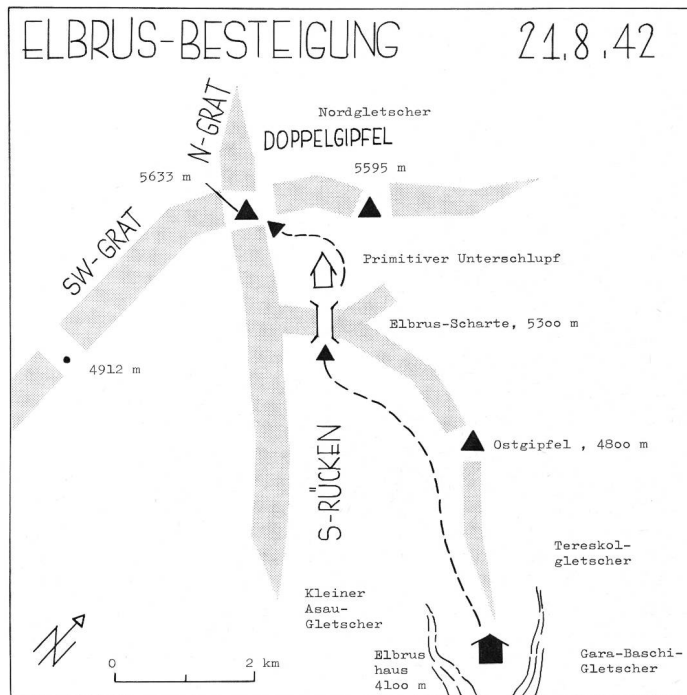 ELBRUS-BESTEIGUNG 21.8.42
N-GRAT
Nordgletscher
DOPPELGIPFEL
5633 m
5595 m
SW-GRAT
Primitiver Unterschlupf
Elbrus-Scharte, 53oo m
4912 m
S-RÜCKEN
Ostgipfel , 48oo m
Tereskol-
gletscher
Kleiner
Asau-
Gletscher
N
0 2 km
Elbrus
haus
41oo m
Gara-Baschi-
Gletscher